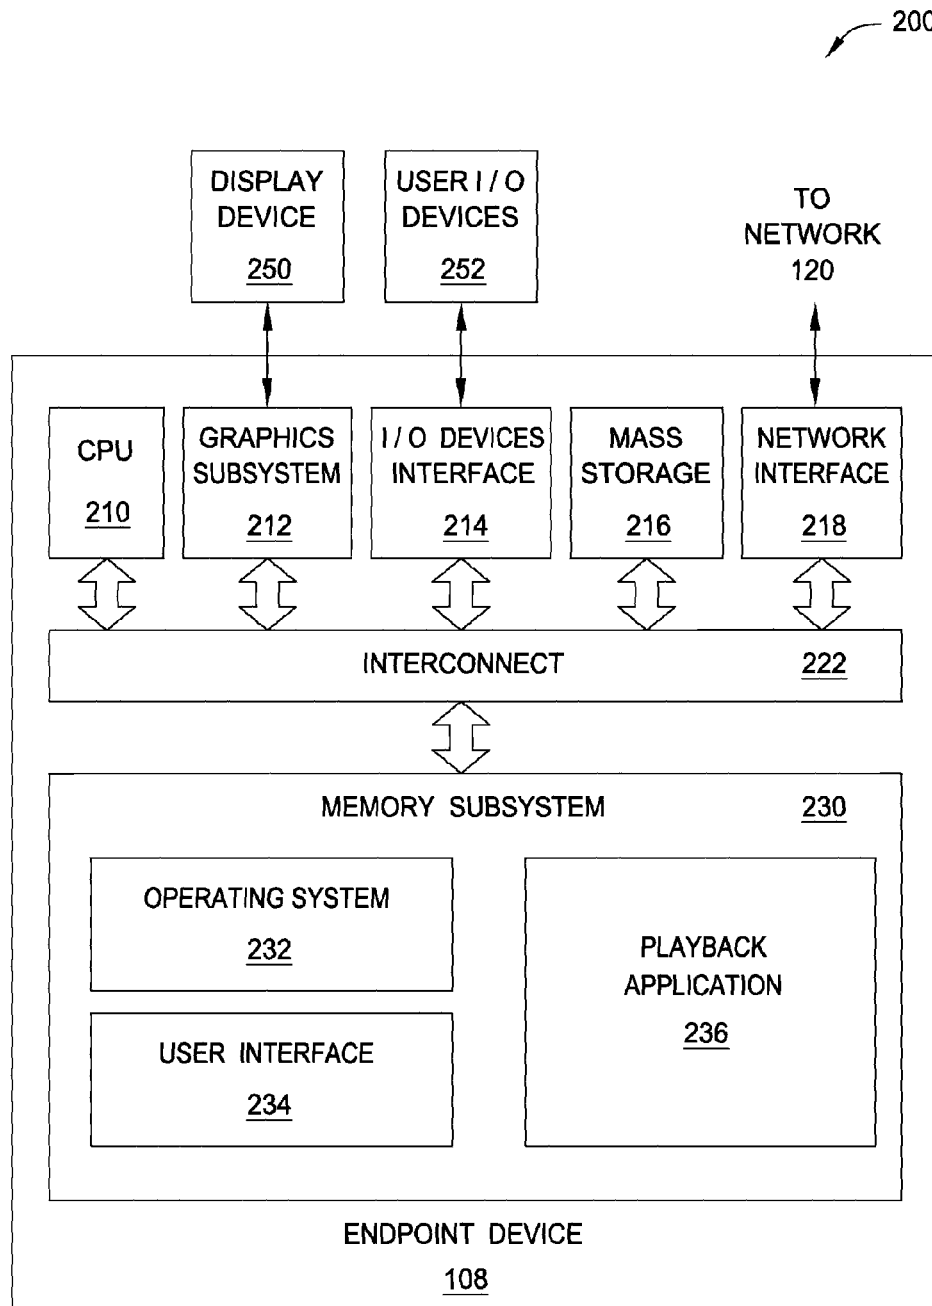 200
DISPLAY
DEVICE
250
USER I / O
DEVICES
252
TO
NETWORK
120
CPU
210
GRAPHICS
SUBSYSTEM
212
I / O DEVICES
INTERFACE
214
MASS
STORAGE
216
NETWORK
INTERFACE
218
INTERCONNECT 222
MEMORY SUBSYSTEM 230
OPERATING SYSTEM
232
USER INTERFACE
234
PLAYBACK
APPLICATION
236
ENDPOINT DEVICE
108